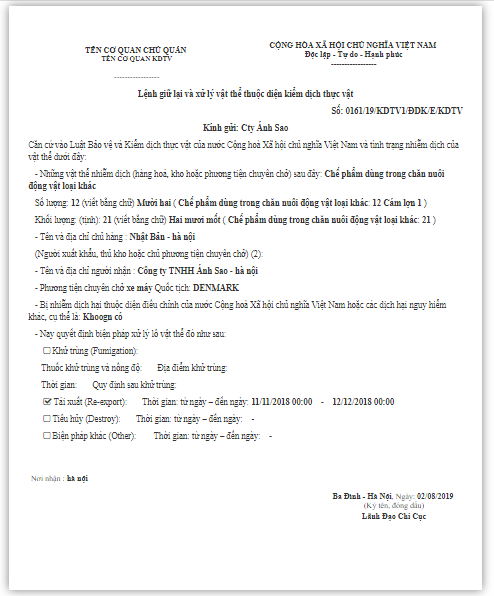 TÊN CƠ QUAN CHỦ QUẢN
TÊN CƠ QUAN KDTV
-----------------
CỘNG HÒA XÃ HỘI CHỦ NGHĨA VIỆT NAM
Độc lập - Tự do - Hạnh phúc
-----------------
Lệnh giữ lại và xử lý vật thể thuộc diện kiểm dịch thực vật
Số: 0161/19/KDTV1/ĐDK/E/KDTV
Kính gửi: Cty Ánh Sao
Căn cứ vào Luật Bảo vệ và Kiểm dịch thực vật của nước Cộng hoà Xã hội chủ nghĩa Việt Nam và tình trạng nhiễm dịch của
vật thể dưới đây:
- Những vật thể nhiễm dịch (hàng hoá, kho hoặc phương tiện chuyên chở) sau đây: Chế phẩm dùng trong chăn nuôi
động vật loại khác
Số lượng: 12 (viết bằng chữ) Mười hai ( Chế phẩm dùng trong chăn nuôi động vật loại khác: 12 Cám lợn 1 )
Khối lượng: (tịnh): 21 (viết bằng chữ) Hai mươi mốt ( Chế phẩm dùng trong chăn nuôi động vật loại khác: 21 )
- Tên và địa chỉ chủ hàng : Nhật Bản - hà nội
(Người xuất khẩu, thủ kho hoặc chủ phương tiện chuyên chở) (2):
- Tên và địa chỉ người nhận : Công ty TNHH Ánh Sao - hà nội
- Phương tiện chuyên chở xe máy Quốc tịch: DENMARK
- Bị nhiễm dịch hại thuộc diện điều chỉnh của nước Cộng hoà Xã hội chủ nghĩa Việt Nam hoặc các dịch hại nguy hiểm
khác, cụ thể là: Khoogn có
- Nay quyết định biện pháp xử lý lô vật thể đó như sau:
Khử trùng (Fumigation):
Thuốc khử trùng và nồng độ: Địa điểm khử trùng:
Thời gian: Quy định sau khử trùng:
Tái xuất (Re-export): Thời gian: từ ngày – đến ngày: 11/11/2018 00:00 - 12/12/2018 00:00
Tiêu hủy (Destroy): Thời gian: từ ngày – đến ngày: -
Biện pháp khác (Other): Thời gian: từ ngày – đến ngày: -
Nơi nhận : hà nội
Ba Đình - Hà Nội, Ngày: 02/08/2019
(Ký tên, đóng dấu)
Lãnh Đạo Chi Cục